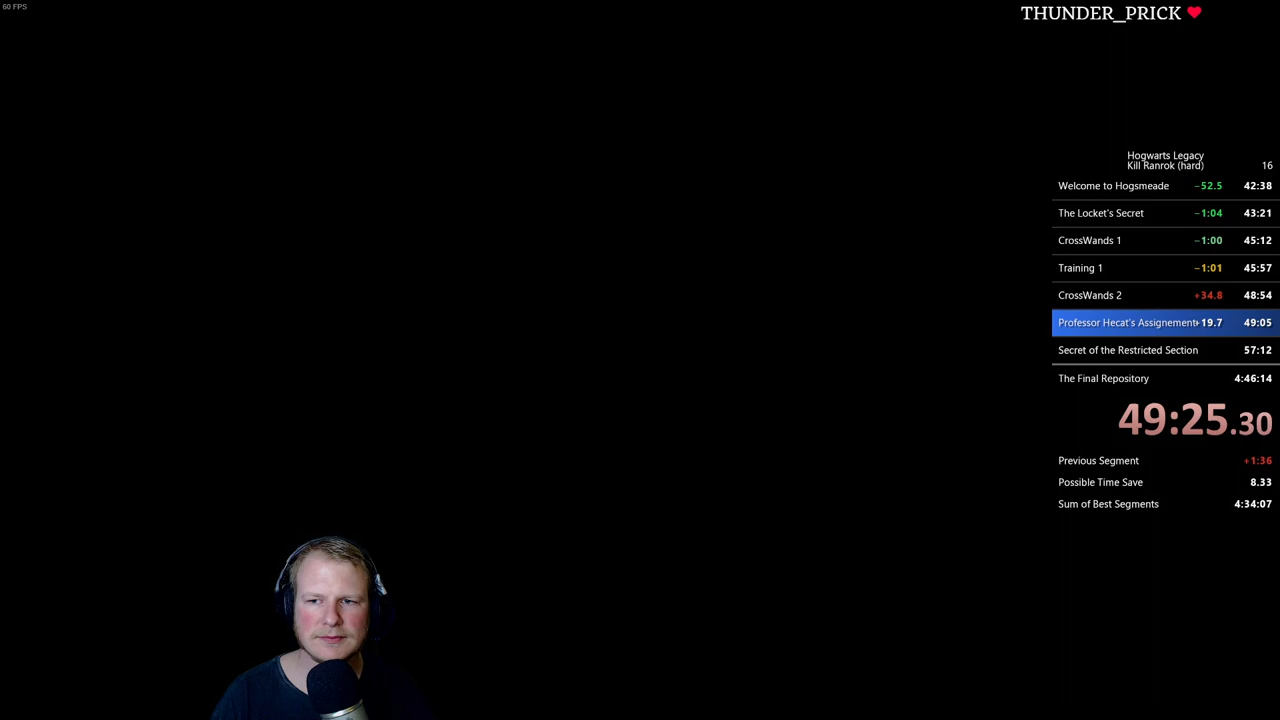 60 FPS
THUNDER_PRICK ❤
Hogwarts Legacy
Kill Ranrok (hard) 16
Welcome to Hogsmeade −52.5 42:38
The Locket's Secret −1:04 43:21
CrossWands 1 −1:00 45:12
Training 1 −1:01 45:57
CrossWands 2 +34.8 48:54
Professor Hecat's Assignement +19.7 49:05
Secret of the Restricted Section 57:12
The Final Repository 4:46:14
49:25.30
Previous Segment +1:36
Possible Time Save 8.33
Sum of Best Segments 4:34:07